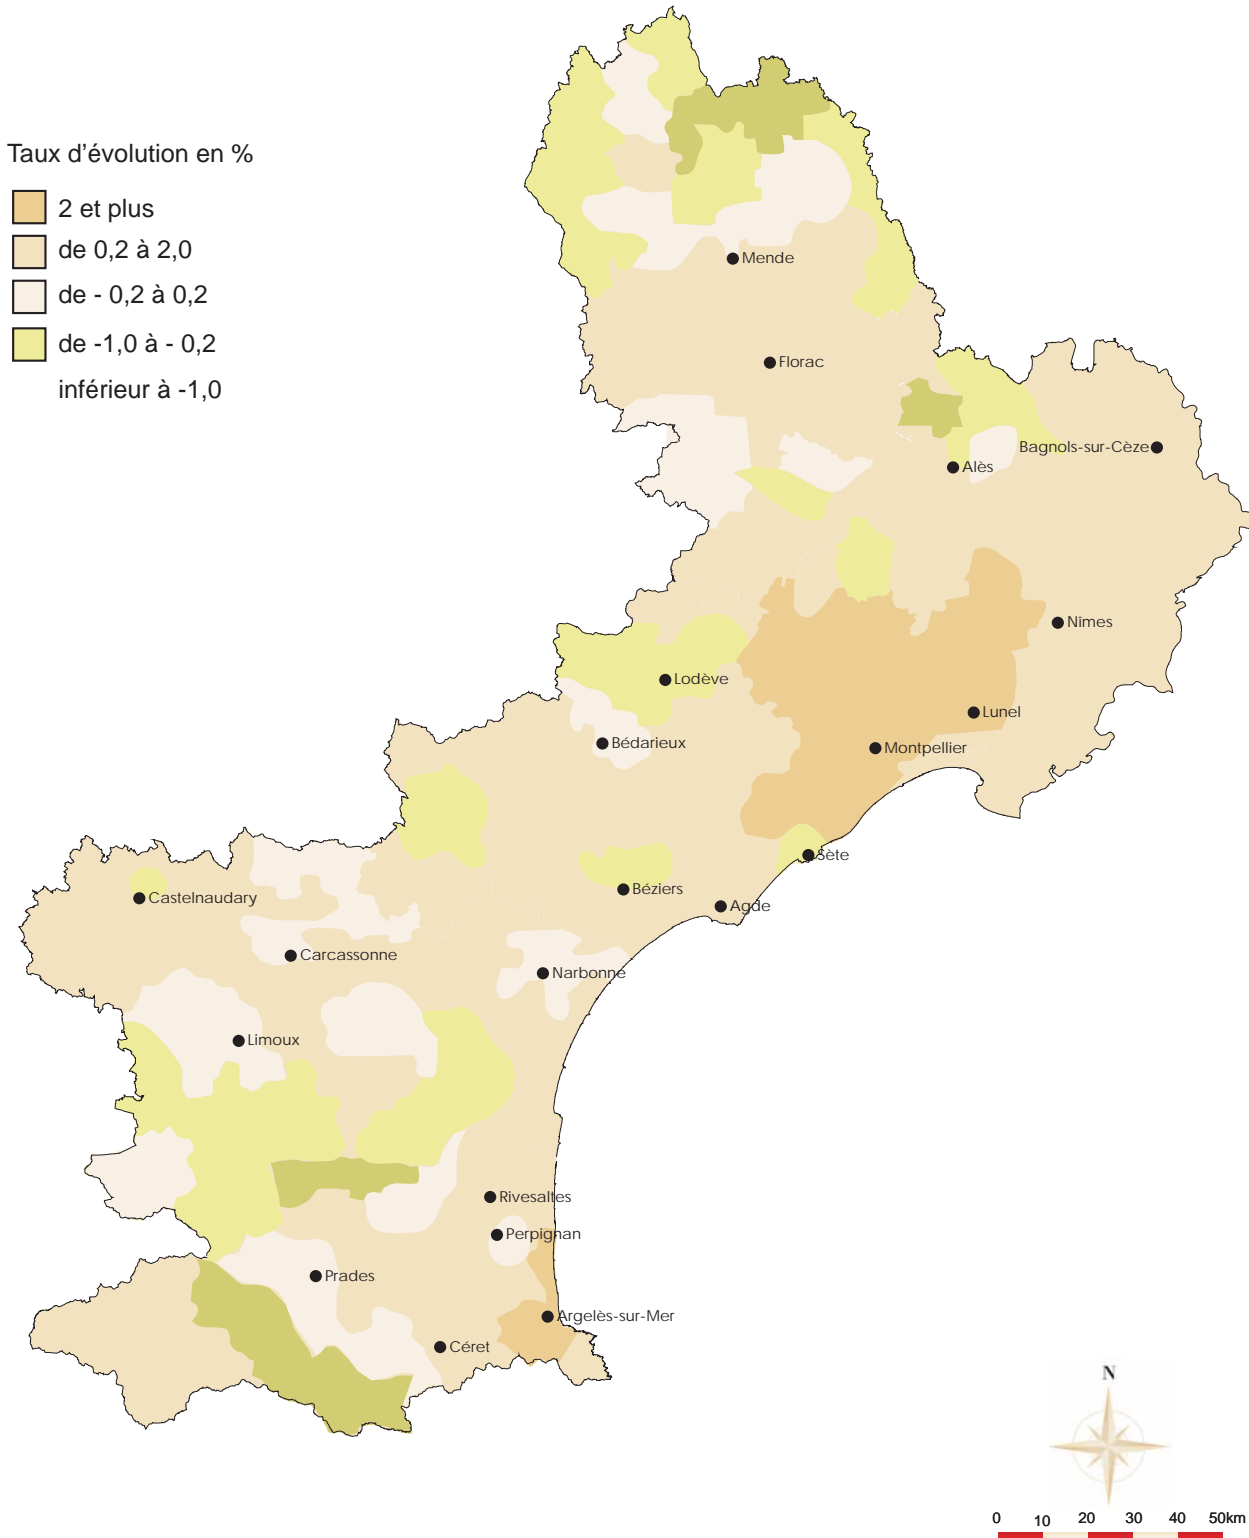 Taux d'évolution en %
2 et plus
de 0,2 à 2,0
de - 0,2 à 0,2
de -1,0 à - 0,2
inférieur à -1,0
Mende
Florac
Bagnols-sur-Cèze
Alès
Nîmes
Lodève
Lunel
Bédarieux
Montpellier
Sète
Béziers
Castelnaudary
Agde
Carcassonne
Narbonne
Limoux
Rivesaltes
Perpignan
Prades
Argelès-sur-Mer
Céret
N
0 10 20 30 40 50km